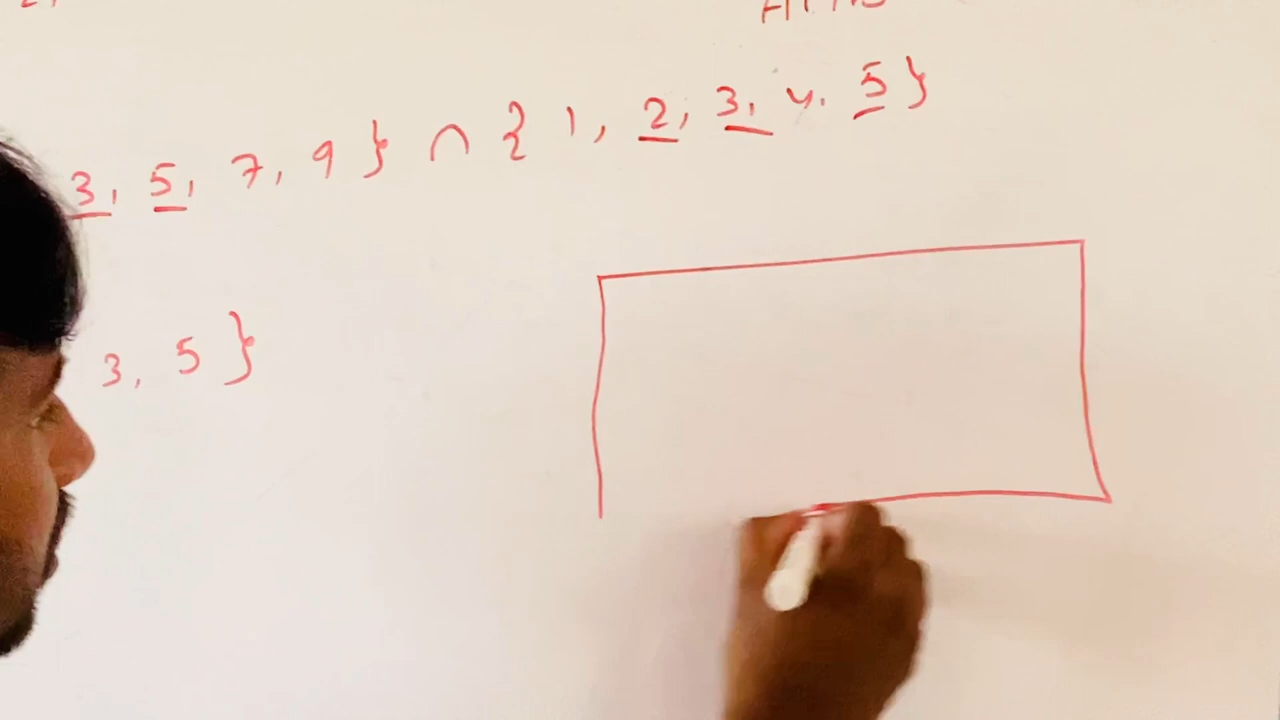 3, 5, 7, 9 } ∩ { 1, 2, 3, 4, 5 }
3, 5 }